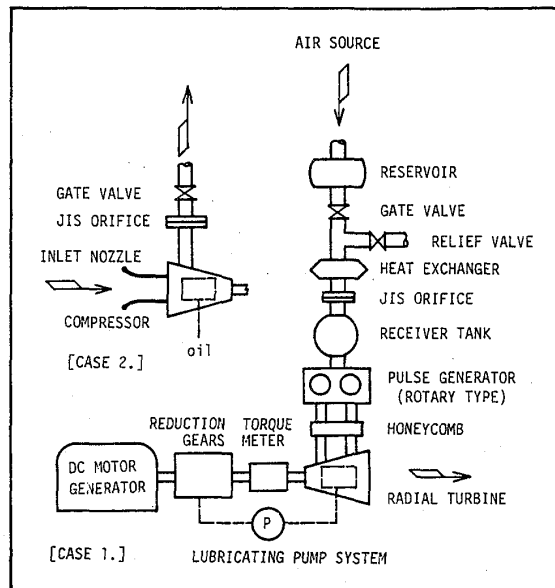 AIR SOURCE
RESERVOIR
GATE VALVE
RELIEF VALVE
HEAT EXCHANGER
JIS ORIFICE
RECEIVER TANK
PULSE GENERATOR
(ROTARY TYPE)
HONEYCOMB
RADIAL TURBINE
GATE VALVE
JIS ORIFICE
INLET NOZZLE
COMPRESSOR
oil
[CASE 2.]
REDUCTION
GEARS
TORQUE
METER
DC MOTOR
GENERATOR
P
[CASE 1.]
LUBRICATING PUMP SYSTEM